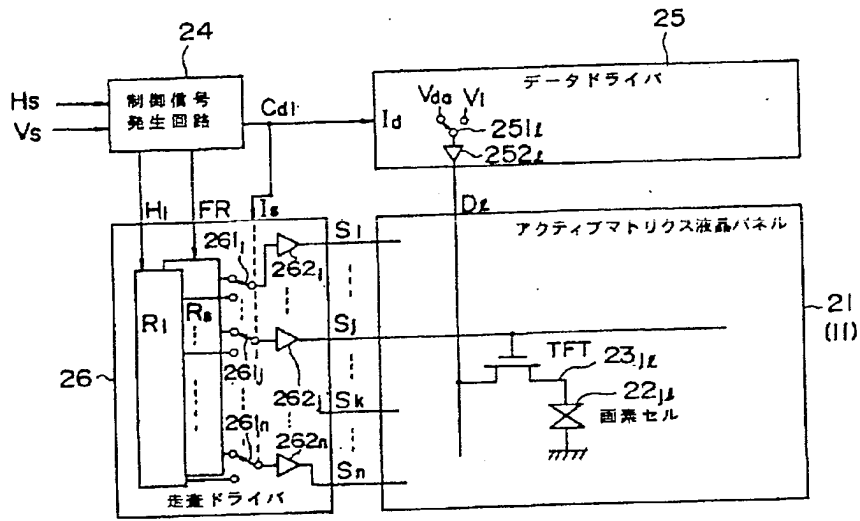 24
25
Hs
Vs
制御信号
発生回路
Cd1
データドライバ
Id
Vda
V1
251ℓ
252ℓ
H1
FR
Is
Dℓ
アクティブマトリクス液晶パネル
R1
Rs
261j
262j
S1
Sj
261j
262j
Sk
261n
262n
Sn
26
走査ドライバ
TFT
23jℓ
22jℓ
画素セル
21
(11)